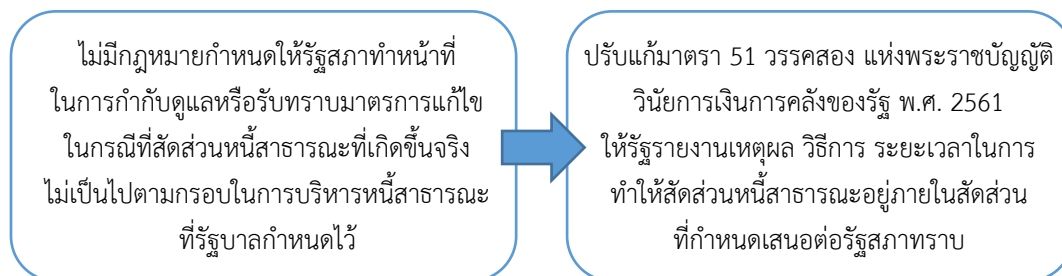 ไม่มีกฎหมายกำหนดให้รัฐสภาทำหน้าที่
ในการกำกับดูแลหรือรับทราบมาตรการแก้ไข
ในกรณีที่สัดส่วนหนี้สาธารณะที่เกิดขึ้นจริง
ไม่เป็นไปตามกรอบในการบริหารหนี้สาธารณะ
ที่รัฐบาลกำหนดไว้
ปรับแก้มาตรา 51 วรรคสอง แห่งพระราชบัญญัติ
วินัยการเงินการคลังของรัฐ พ.ศ. 2561
ให้รัฐรายงานเหตุผล วิธีการ ระยะเวลาในการ
ทำให้สัดส่วนหนี้สาธารณะอยู่ภายในสัดส่วน
ที่กำหนดเสนอต่อรัฐสภาทราบ